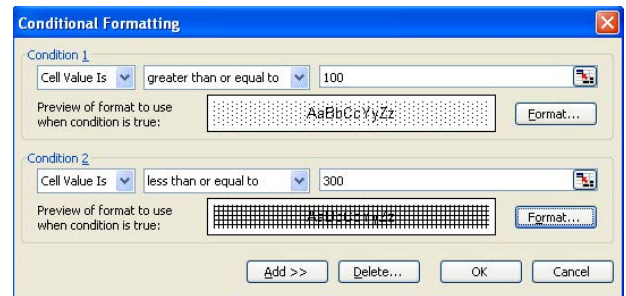 Conditional Formatting
Condition 1
Cell Value Is greater than or equal to 100
Preview of format to use
when condition is true:
AaBbCcYyZz
Format...
Condition 2
Cell Value Is less than or equal to 300
Preview of format to use
when condition is true:
AaBbCcYyZz
Format...
Add >> Delete... OK Cancel